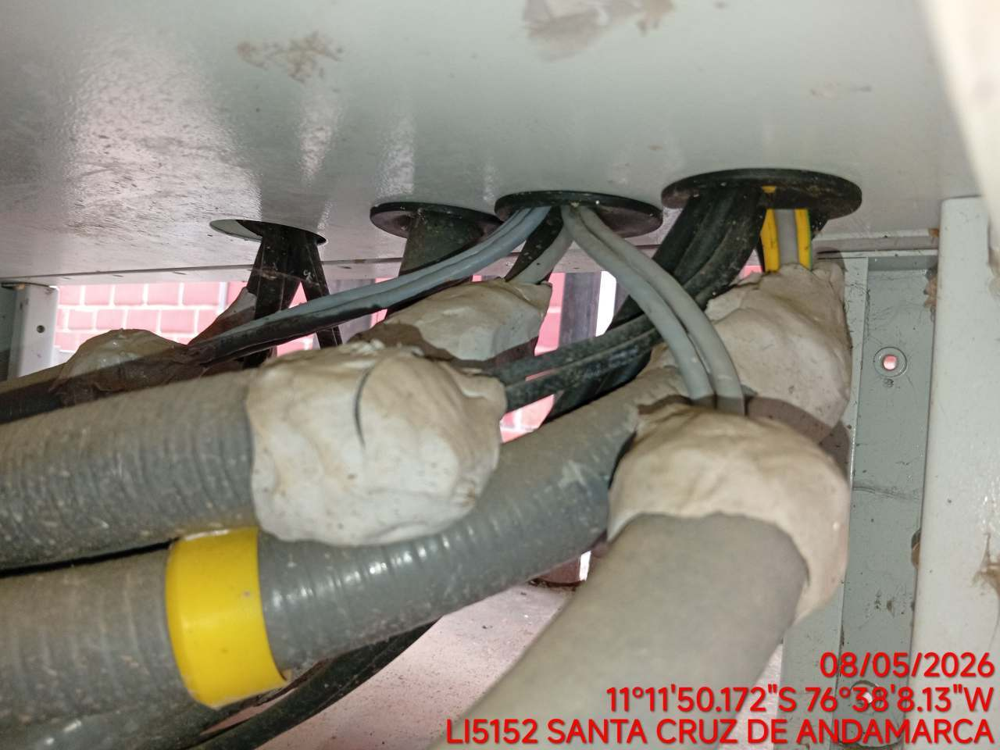 08/05/2026
11°11'50.172"S 76°38'8.13"W
LI5152 SANTA CRUZ DE ANDAMARCA